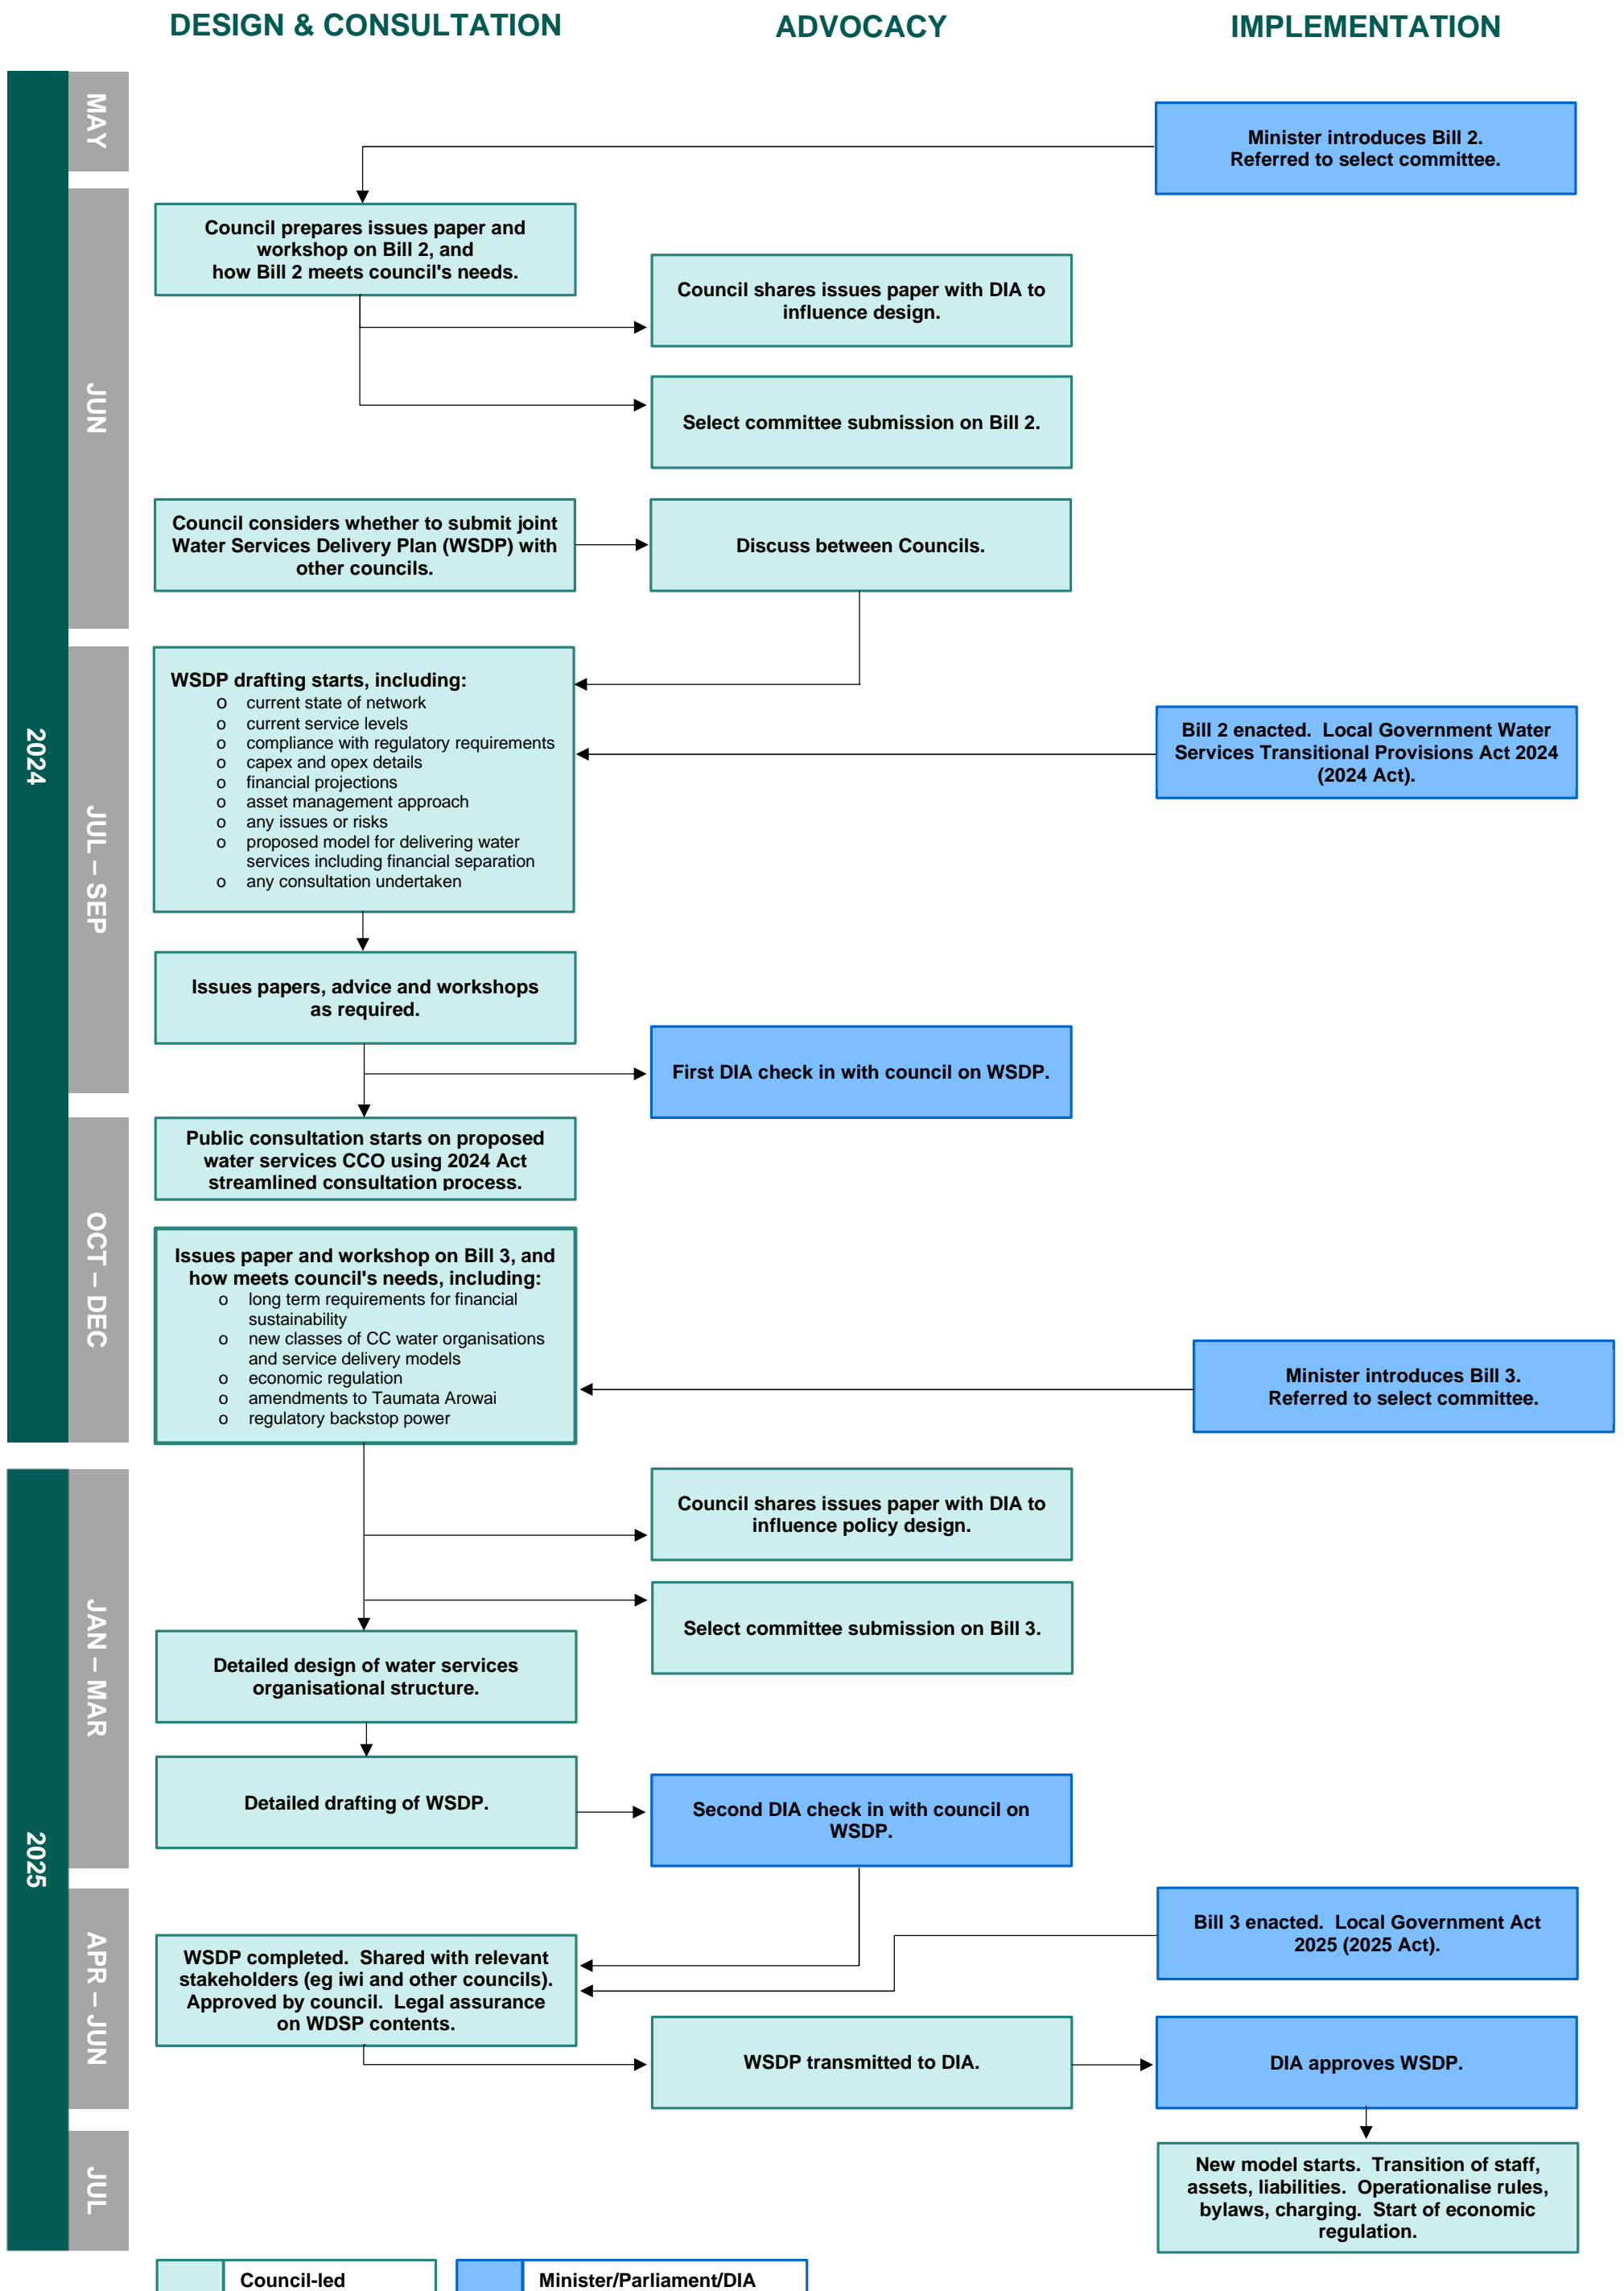 DESIGN & CONSULTATION
ADVOCACY
IMPLEMENTATION
2024
MAY
Minister introduces Bill 2.
Referred to select committee.
JUN
Council prepares issues paper and
workshop on Bill 2, and
how Bill 2 meets council's needs.
Council shares issues paper with DIA to
influence design.
Select committee submission on Bill 2.
Council considers whether to submit joint
Water Services Delivery Plan (WSDP) with
other councils.
Discuss between Councils.
JUL – SEP
WSDP drafting starts, including:
o current state of network
o current service levels
o compliance with regulatory requirements
o capex and opex details
o financial projections
o asset management approach
o any issues or risks
o proposed model for delivering water
services including financial separation
o any consultation undertaken
Bill 2 enacted. Local Government Water
Services Transitional Provisions Act 2024
(2024 Act).
Issues papers, advice and workshops
as required.
First DIA check in with council on WSDP.
OCT – DEC
Public consultation starts on proposed
water services CCO using 2024 Act
streamlined consultation process.
Issues paper and workshop on Bill 3, and
how meets council's needs, including:
o long term requirements for financial
sustainability
o new classes of CC water organisations
and service delivery models
o economic regulation
o amendments to Taumata Arowai
o regulatory backstop power
Minister introduces Bill 3.
Referred to select committee.
2025
JAN – MAR
Council shares issues paper with DIA to
influence policy design.
Select committee submission on Bill 3.
Detailed design of water services
organisational structure.
Detailed drafting of WSDP.
Second DIA check in with council on
WSDP.
APR – JUN
Bill 3 enacted. Local Government Act
2025 (2025 Act).
WSDP completed. Shared with relevant
stakeholders (eg iwi and other councils).
Approved by council. Legal assurance
on WDSP contents.
WSDP transmitted to DIA.
DIA approves WSDP.
JUL
New model starts. Transition of staff,
assets, liabilities. Operationalise rules,
bylaws, charging. Start of economic
regulation.
Council-led
Minister/Parliament/DIA